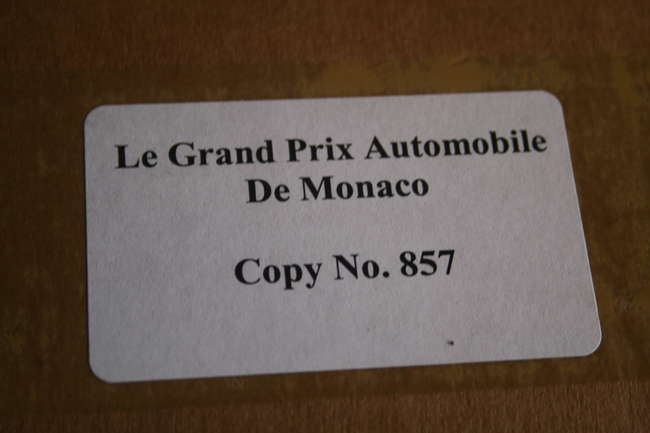 Le Grand Prix Automobile
De Monaco
Copy No. 857